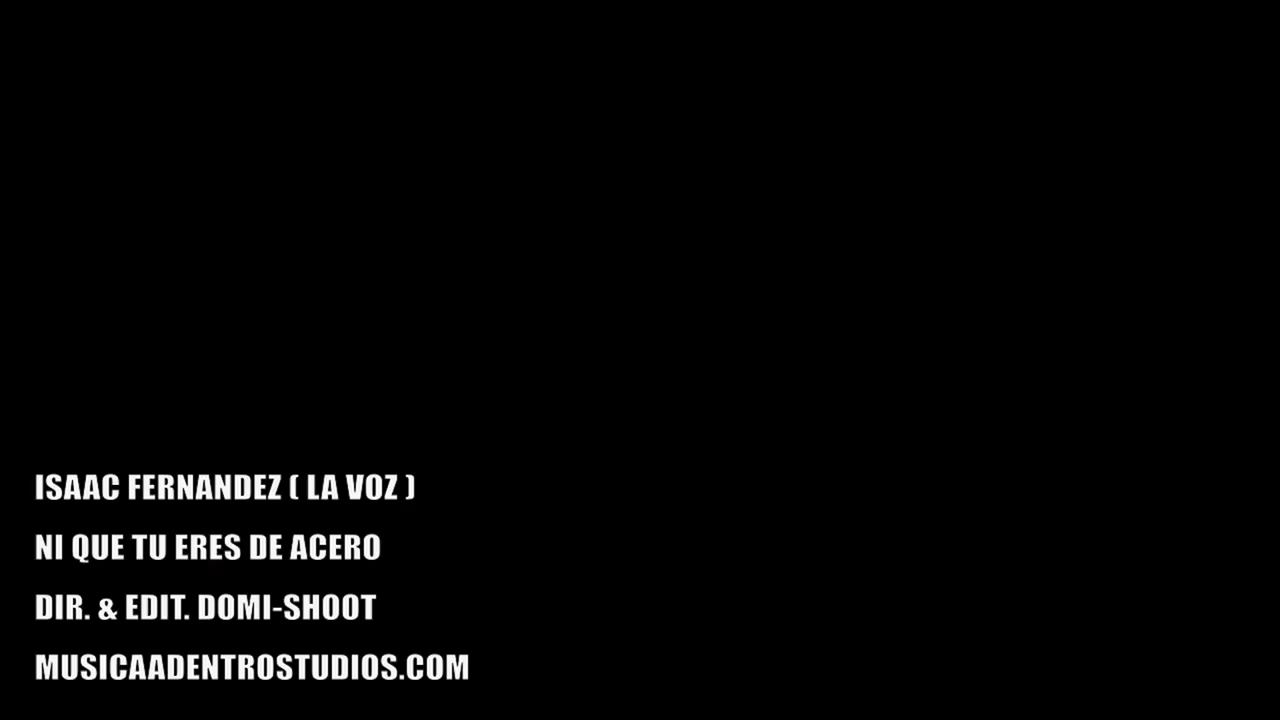 ISAAC FERNANDEZ ( LA VOZ )
NI QUE TU ERES DE ACERO
DIR. & EDIT. DOMI-SHOOT
MUSICAADENTROSTUDIOS.COM